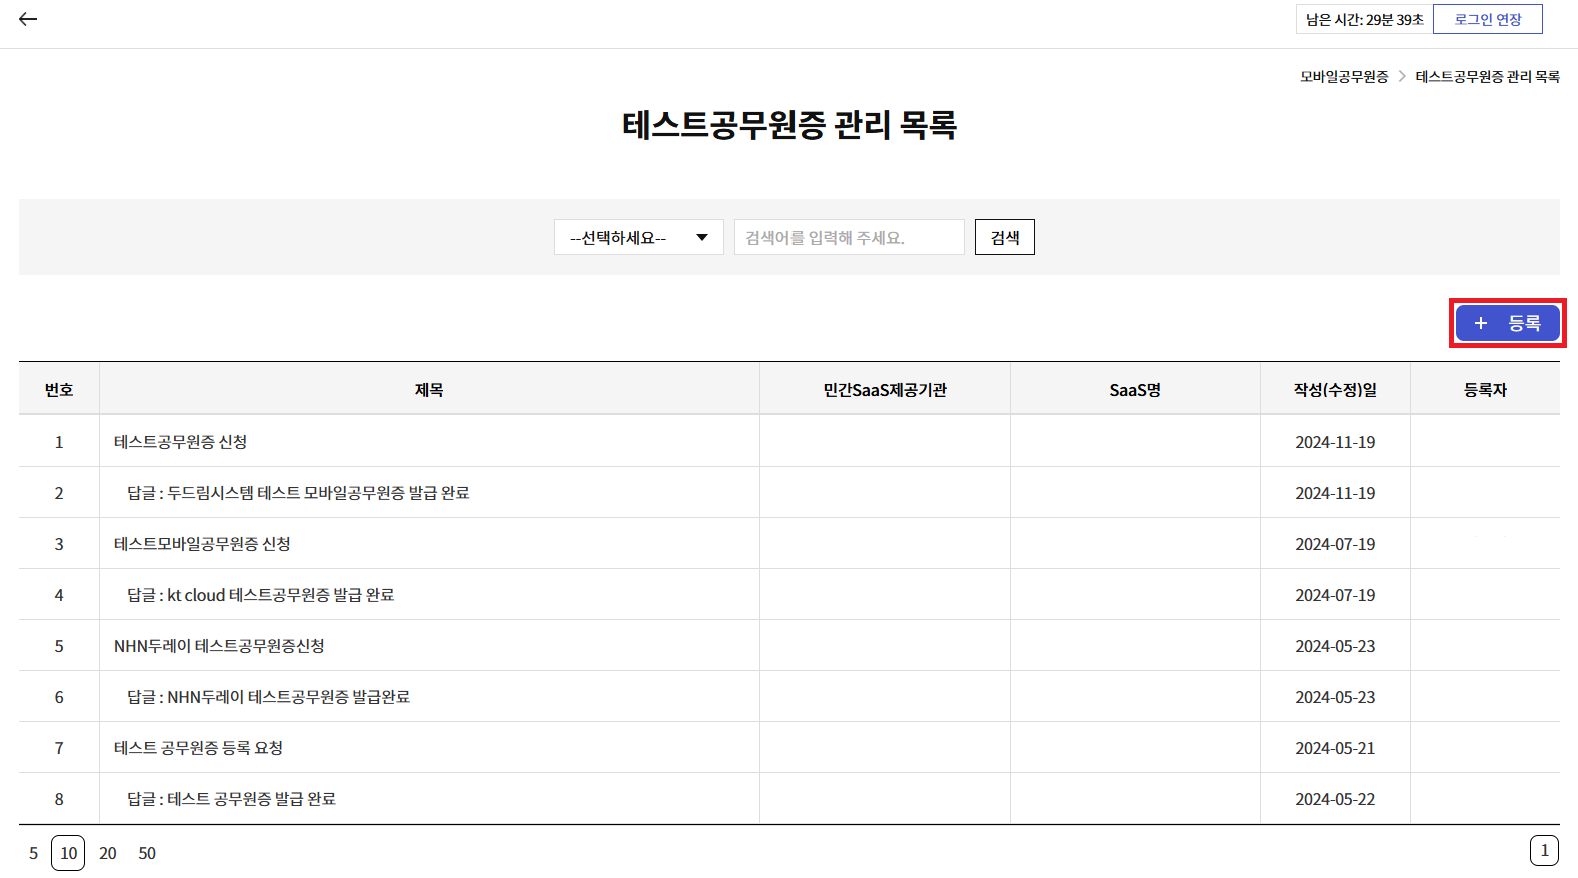 남은 시간: 29분 39초 로그인 연장
모바일공무원증 > 테스트공무원증 관리 목록
테스트공무원증 관리 목록
--선택하세요-- 검색어를 입력해 주세요. 검색
+ 등록
번호 제목 민간SaaS제공기관 SaaS명 작성(수정)일 등록자
1 테스트공무원증 신청 2024-11-19
2 답글 : 두드림시스템 테스트 모바일공무원증 발급 완료 2024-11-19
3 테스트모바일공무원증 신청 2024-07-19
4 답글 : kt cloud 테스트공무원증 발급 완료 2024-07-19
5 NHN두레이 테스트공무원증신청 2024-05-23
6 답글 : NHN두레이 테스트공무원증 발급완료 2024-05-23
7 테스트 공무원증 등록 요청 2024-05-21
8 답글 : 테스트 공무원증 발급 완료 2024-05-22
5 10 20 50 1